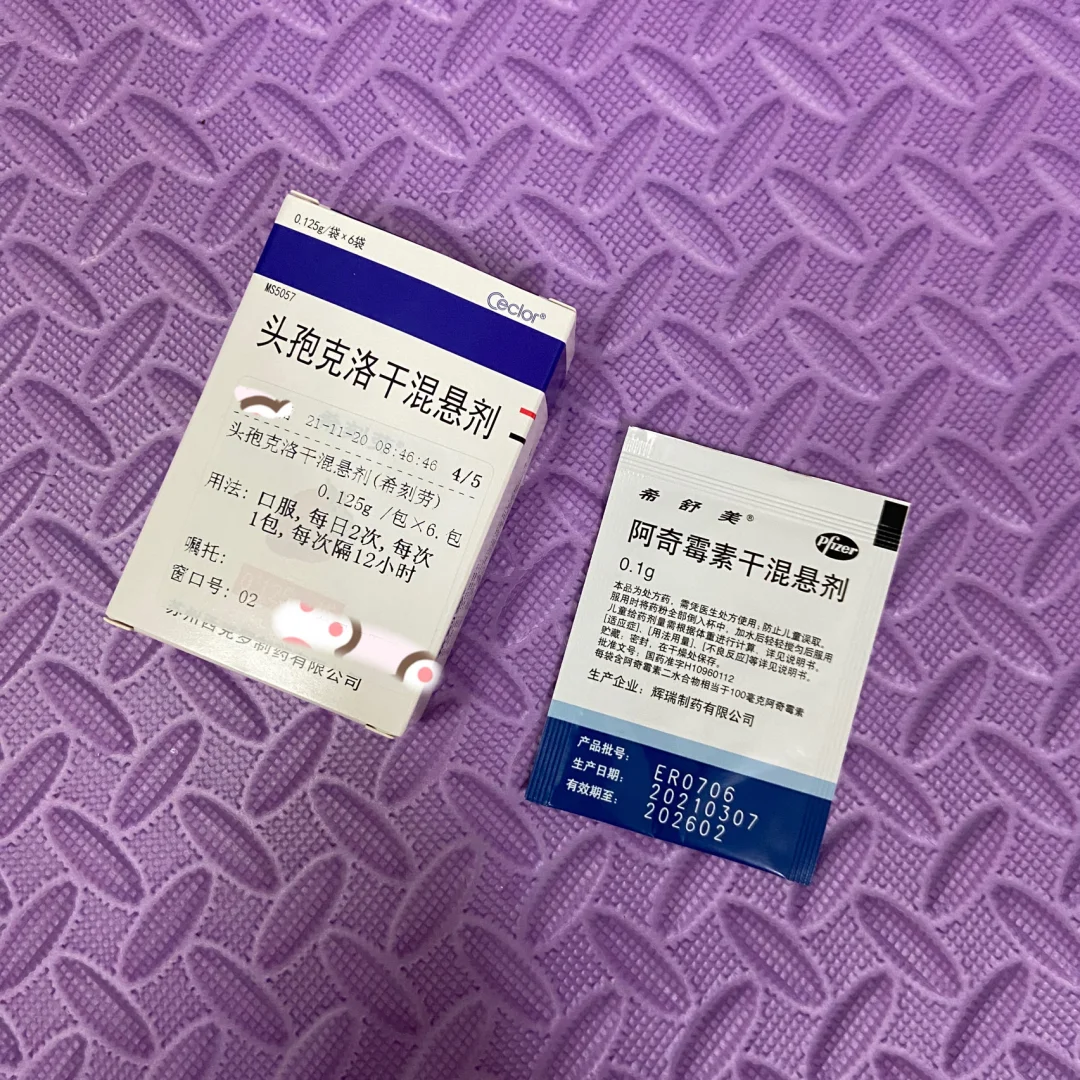 0.125g/袋×6袋
MS5057
Ceclor®
头孢克洛干混悬剂
21-11-20 08:46:46 4/5
头孢克洛干混悬剂(希刻劳)
0.125g /包×6.包
用法: 口服, 每日2次, 每次
1包, 每次隔12小时
嘱托:
窗口号: 02
苏州西克罗制药有限公司
希舒美®
Pfizer
阿奇霉素干混悬剂
0.1g
本品为处方药，需凭医生处方使用；防止儿童误取。
服用时将药粉全部倒入杯中，加水后轻轻搅匀后服用
儿童给药剂量需根据体重进行计算，详见说明书。
[适应症]、[用法用量]、[不良反应]等详见说明书。
贮藏：密封，在干燥处保存。
批准文号：国药准字H10960112
每袋含阿奇霉素二水合物相当于100毫克阿奇霉素
生产企业：辉瑞制药有限公司
产品批号: ER0706
生产日期: 20210307
有效期至: 202602